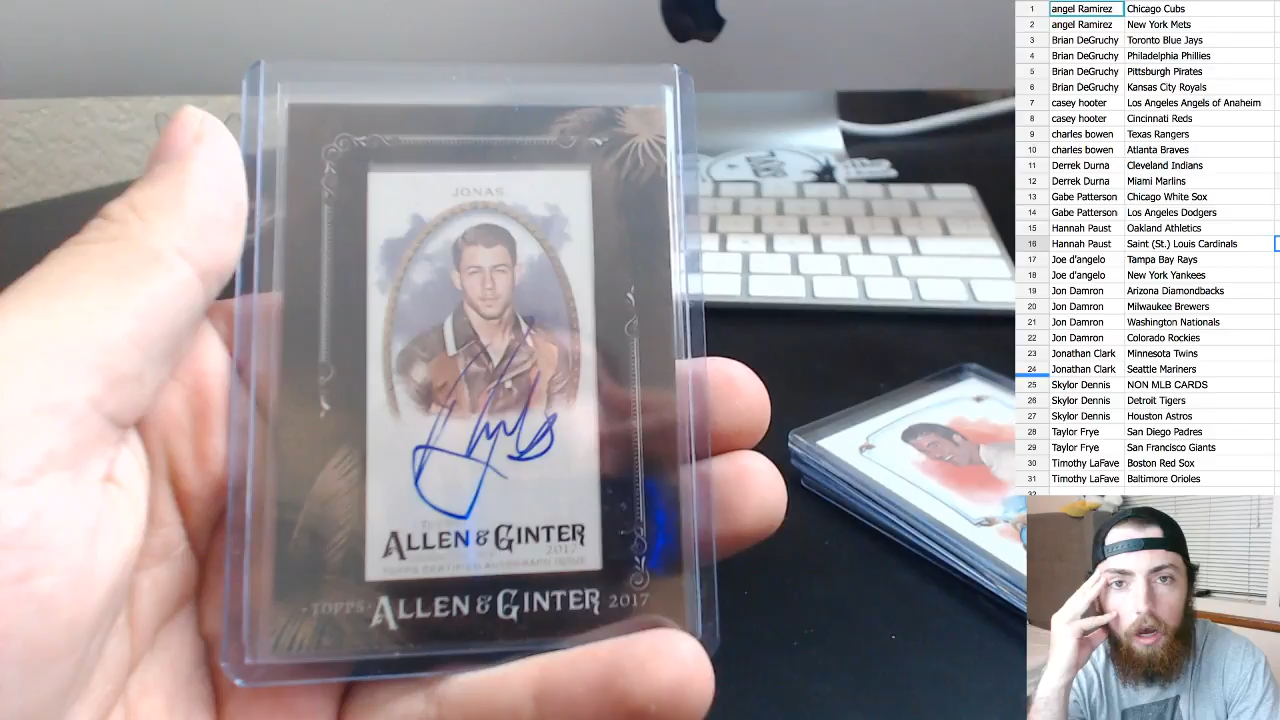 JONAS
ALLEN & GINTER
2017
TOPPS CERTIFIED AUTOGRAPH ISSUE
·TOPPS· ALLEN & GINTER 2017
1 angel Ramirez Chicago Cubs
2 angel Ramirez New York Mets
3 Brian DeGruchy Toronto Blue Jays
4 Brian DeGruchy Philadelphia Phillies
5 Brian DeGruchy Pittsburgh Pirates
6 Brian DeGruchy Kansas City Royals
7 casey hooter Los Angeles Angels of Anaheim
8 casey hooter Cincinnati Reds
9 charles bowen Texas Rangers
10 charles bowen Atlanta Braves
11 Derrek Durna Cleveland Indians
12 Derrek Durna Miami Marlins
13 Gabe Patterson Chicago White Sox
14 Gabe Patterson Los Angeles Dodgers
15 Hannah Paust Oakland Athletics
16 Hannah Paust Saint (St.) Louis Cardinals
17 Joe d'angelo Tampa Bay Rays
18 Joe d'angelo New York Yankees
19 Jon Damron Arizona Diamondbacks
20 Jon Damron Milwaukee Brewers
21 Jon Damron Washington Nationals
22 Jon Damron Colorado Rockies
23 Jonathan Clark Minnesota Twins
24 Jonathan Clark Seattle Mariners
25 Skylor Dennis NON MLB CARDS
26 Skylor Dennis Detroit Tigers
27 Skylor Dennis Houston Astros
28 Taylor Frye San Diego Padres
29 Taylor Frye San Francisco Giants
30 Timothy LaFave Boston Red Sox
31 Timothy LaFave Baltimore Orioles